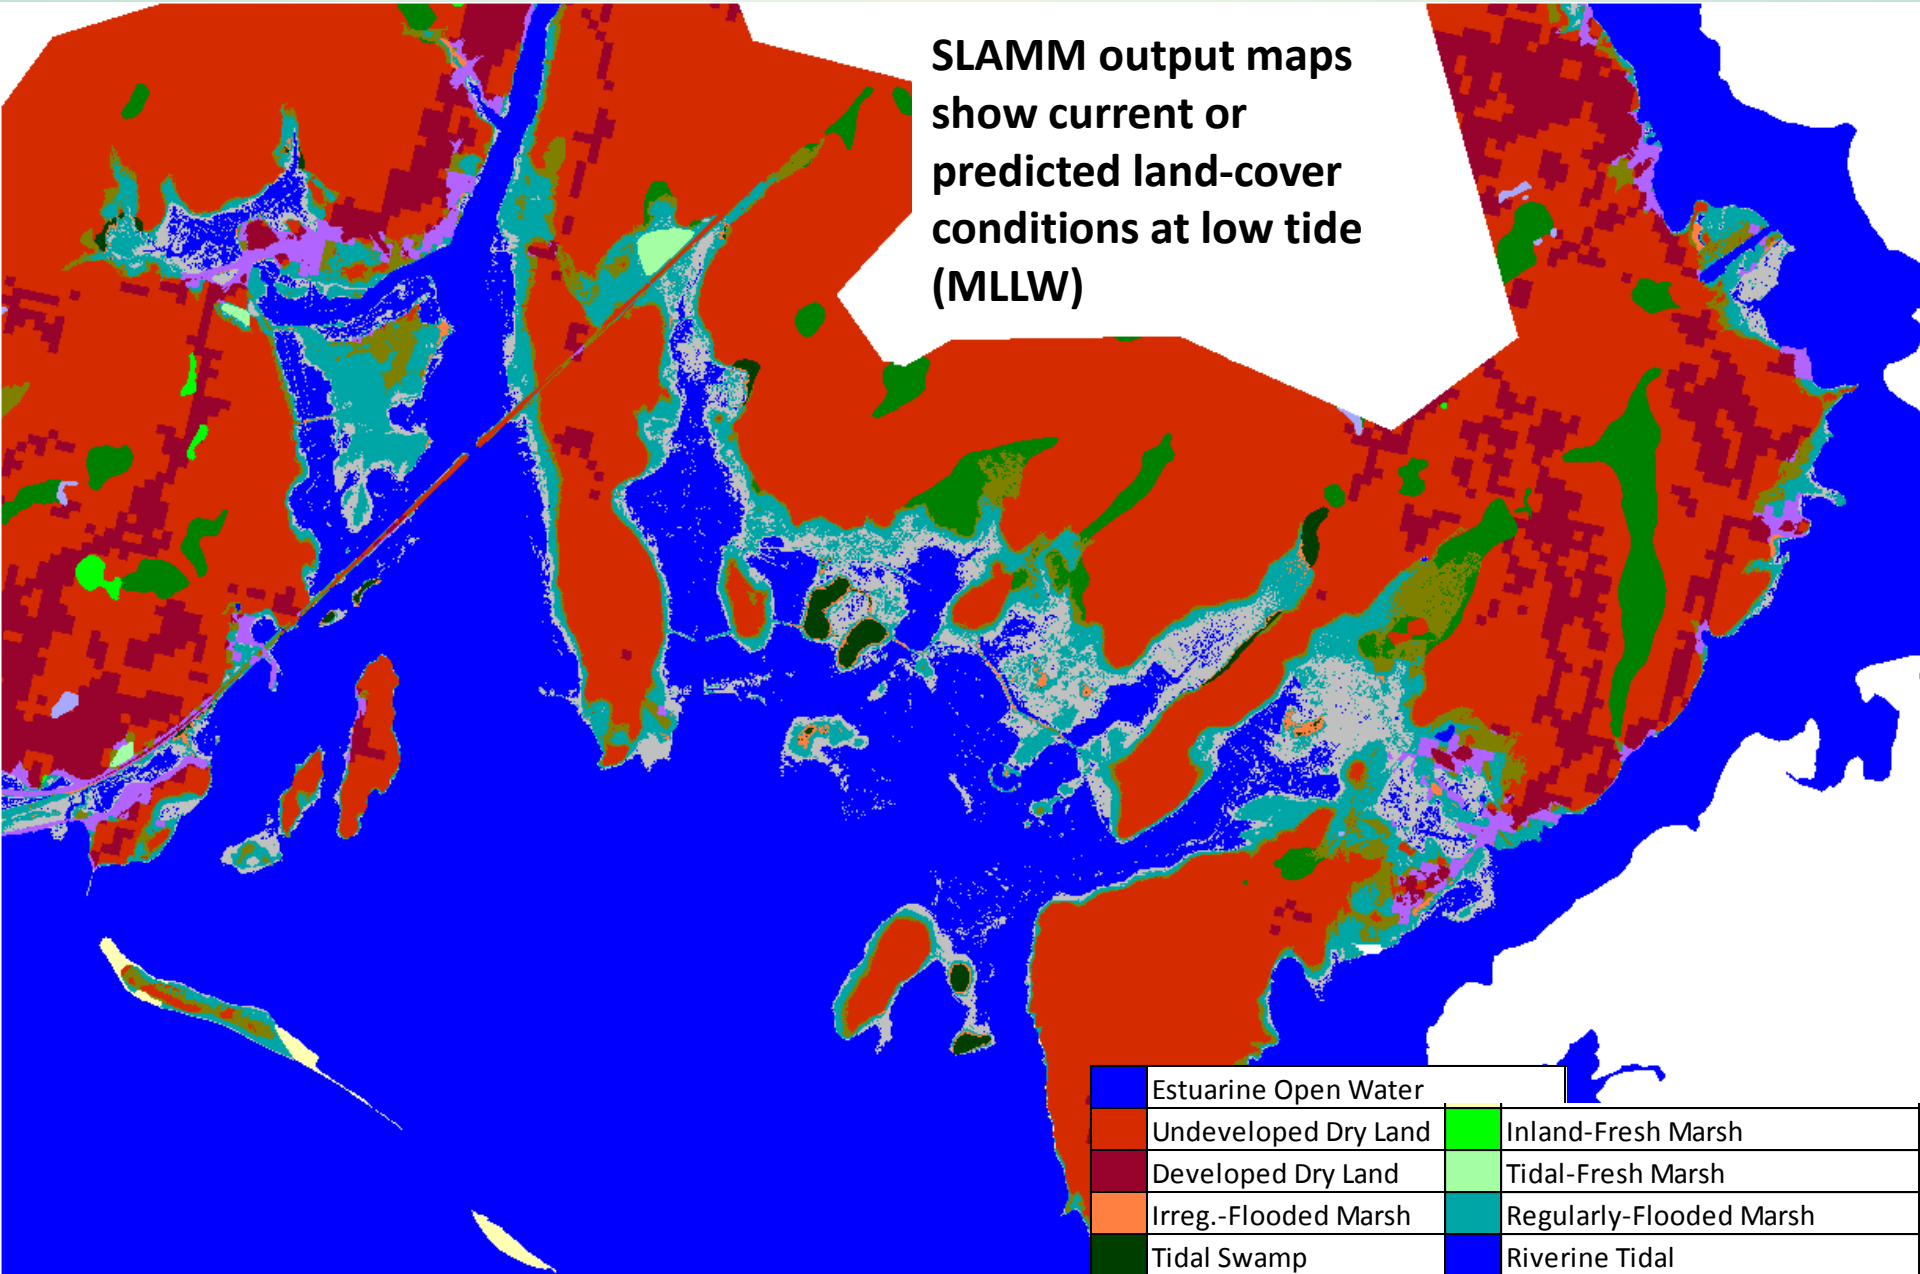 SLAMM output maps
show current or
predicted land-cover
conditions at low tide
(MLLW)
Estuarine Open Water
Undeveloped Dry Land
Inland-Fresh Marsh
Developed Dry Land
Tidal-Fresh Marsh
Irreg.-Flooded Marsh
Regularly-Flooded Marsh
Tidal Swamp
Riverine Tidal